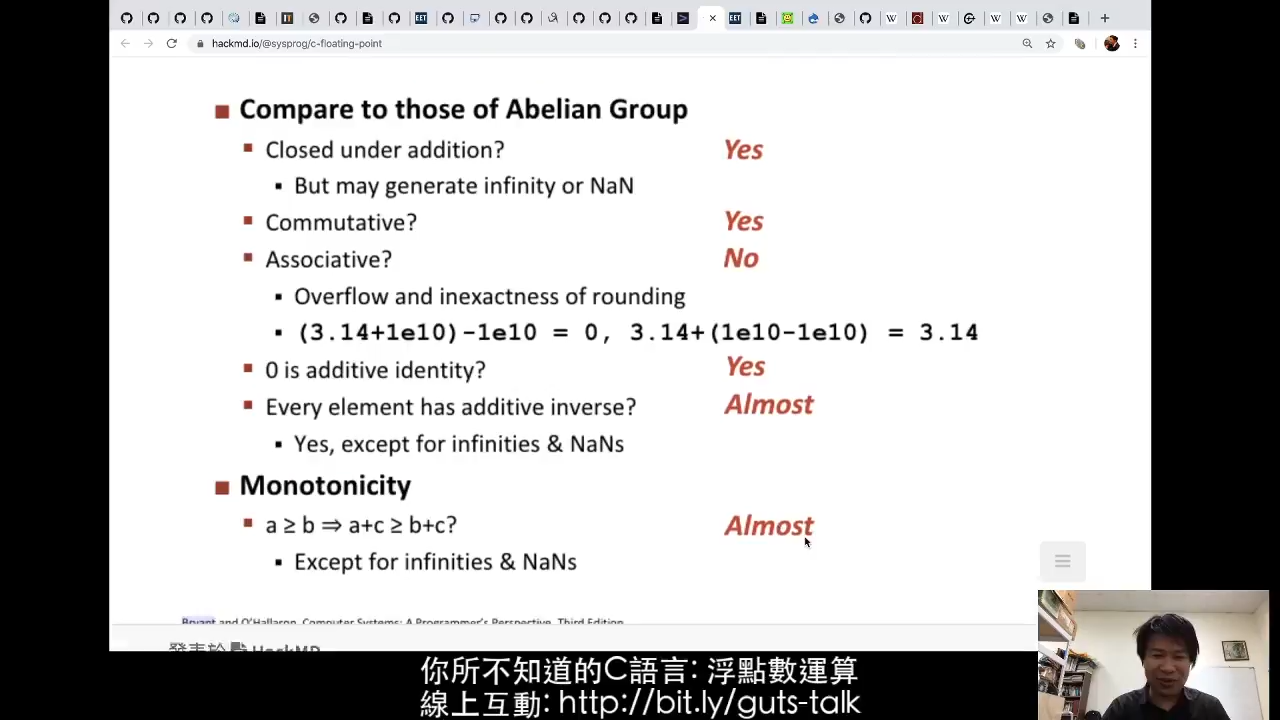 hackmd.io/@sysprog/c-floating-point
Compare to those of Abelian Group
Closed under addition? Yes
But may generate infinity or NaN
Commutative? Yes
Associative? No
Overflow and inexactness of rounding
(3.14+1e10)-1e10 = 0, 3.14+(1e10-1e10) = 3.14
0 is additive identity? Yes
Every element has additive inverse? Almost
Yes, except for infinities & NaNs
Monotonicity
a ≥ b ⇒ a+c ≥ b+c? Almost
Except for infinities & NaNs
Bryant and O'Hallaron, Computer Systems: A Programmer's Perspective, Third Edition
發表於 HackMD
你所不知道的C語言: 浮點數運算
線上互動: http://bit.ly/guts-talk